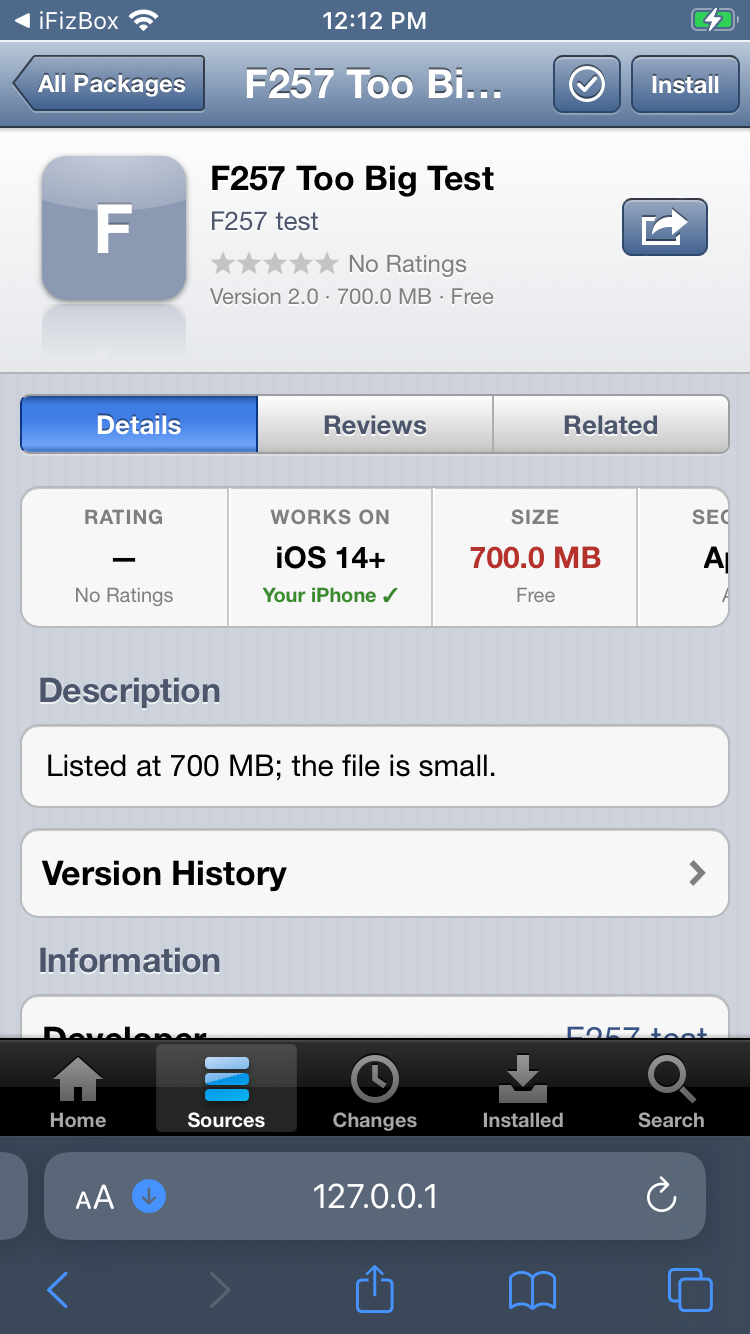 iFizBox
12:12 PM
All Packages
F257 Too Bi...
Install
F
F257 Too Big Test
F257 test
No Ratings
Version 2.0 · 700.0 MB · Free
Details
Reviews
Related
RATING
WORKS ON
SIZE
—
iOS 14+
700.0 MB
No Ratings
Your iPhone ✓
Free
Description
Listed at 700 MB; the file is small.
Version History
Information
Developer
F257 test
Home
Sources
Changes
Installed
Search
AA
127.0.0.1